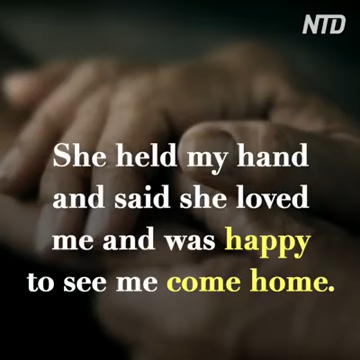 NTD
She held my hand
and said she loved
me and was happy
to see me come home.